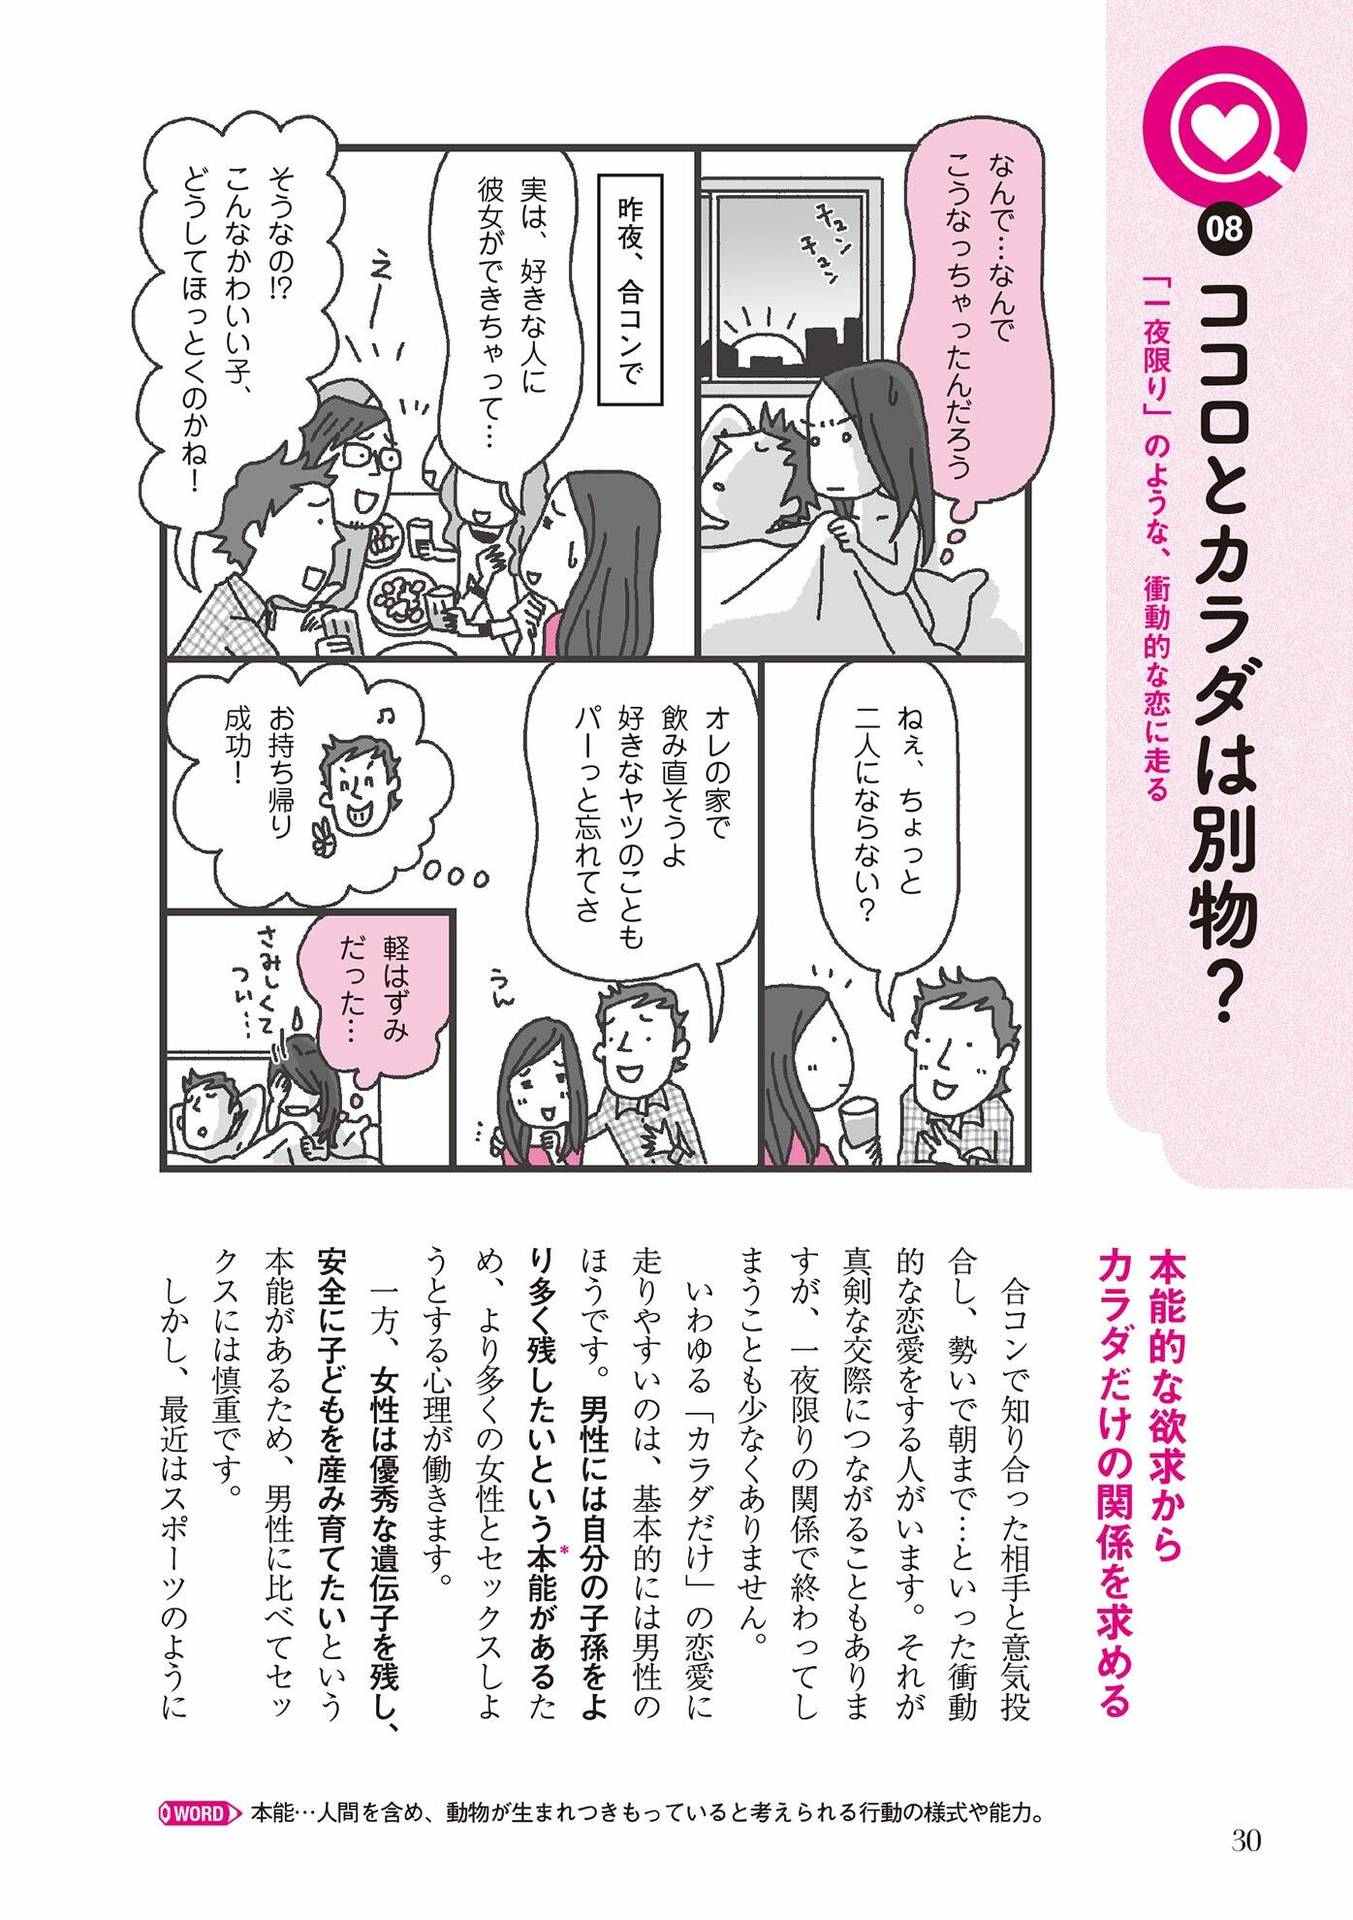 08
ココロとカラダは別物？
「一夜限り」のような、衝動的な恋に走る
なんで…なんで
こうなっちゃったんだろう
チュン
チュン
昨夜、合コンで
実は、好きな人に
彼女ができちゃって…
えー
そうなの!?
こんなかわいい子、
どうしてほっとくのかね！
ねぇ、ちょっと
二人にならない？
オレの家で
飲み直そうよ
好きなヤツのことも
パーっと忘れてさ
うん
…
♫
お持ち帰り
成功！
軽はずみ
だった…
さみしくて
つい…
本能的な欲求から
カラダだけの関係を求める
合コンで知り合った相手と意気投
合し、勢いで朝まで…といった衝動
的な恋愛をする人がいます。それが
真剣な交際につながることもありま
すが、一夜限りの関係で終わってし
まうことも少なくありません。
いわゆる「カラダだけ」の恋愛に
走りやすいのは、基本的には男性の
ほうです。男性には自分の子孫をよ
り多く残したいという本能*があるた
め、より多くの女性とセックスしよ
うとする心理が働きます。
一方、女性は優秀な遺伝子を残し、
安全に子どもを産み育てたいという
本能があるため、男性に比べてセッ
クスには慎重です。
しかし、最近はスポーツのように
WORD 本能…人間を含め、動物が生まれつきもっていると考えられる行動の様式や能力。
30